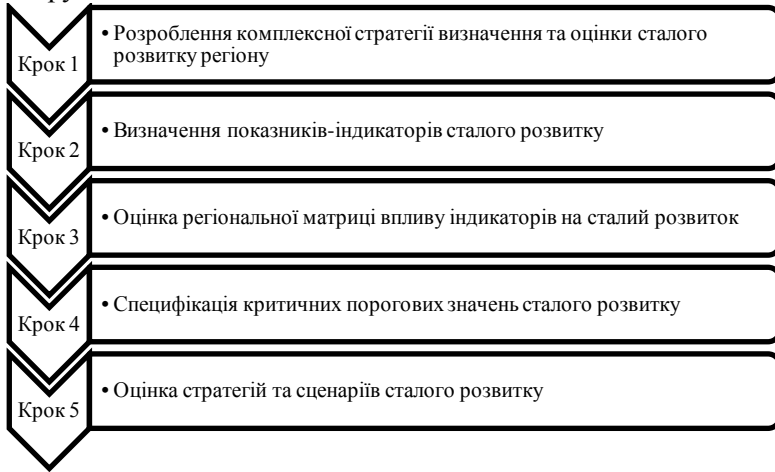 Крок 1
• Розроблення комплексної стратегії визначення та оцінки сталого
розвитку регіону
Крок 2
• Визначення показників-індикаторів сталого розвитку
Крок 3
• Оцінка регіональної матриці впливу індикаторів на сталий розвиток
Крок 4
• Специфікація критичних порогових значень сталого розвитку
Крок 5
• Оцінка стратегій та сценаріїв сталого розвитку